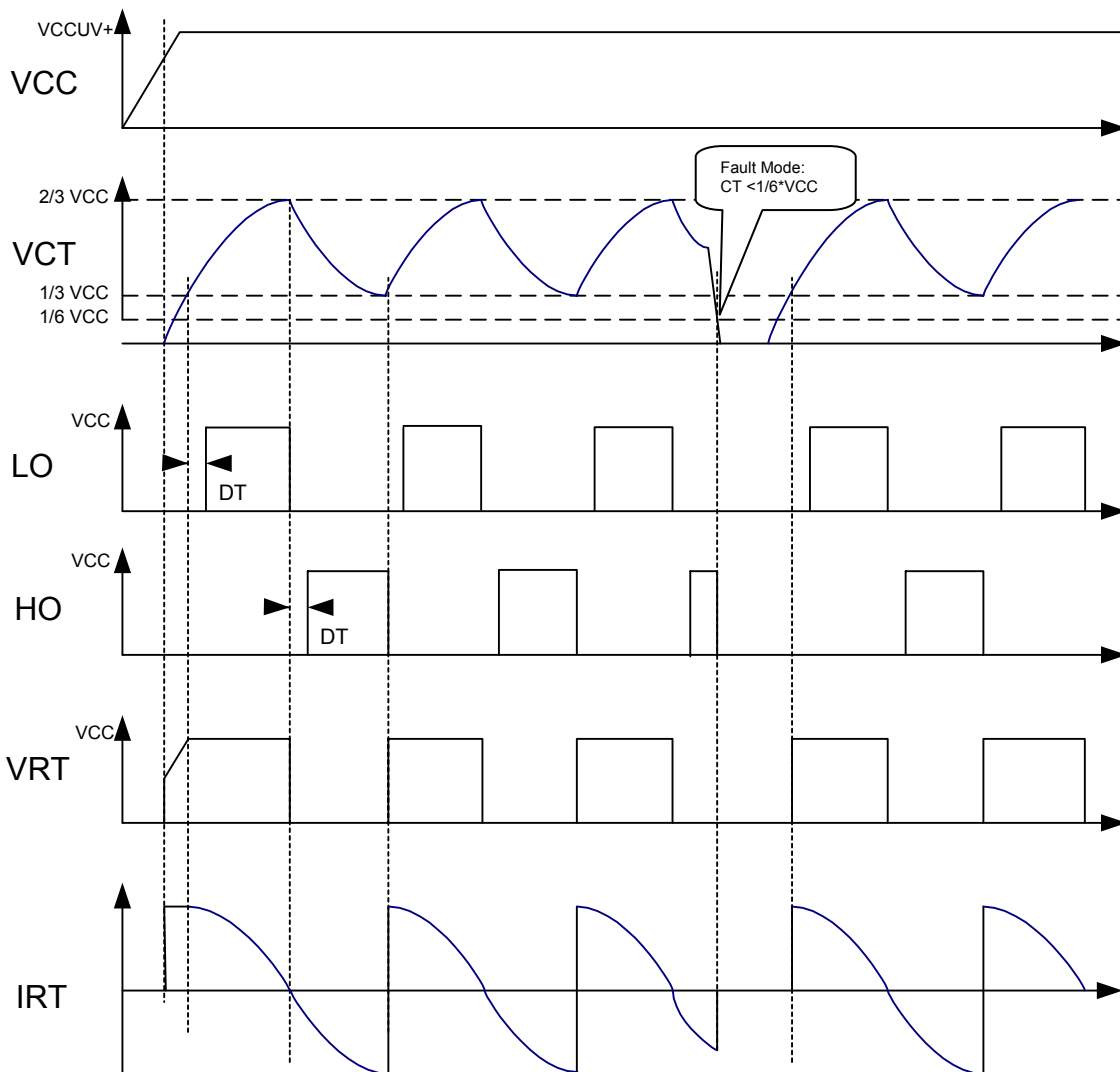 VCCUV+
VCC
Fault Mode:
CT <1/6*VCC
2/3 VCC
VCT
1/3 VCC
1/6 VCC
VCC
LO
DT
VCC
HO
DT
VCC
VRT
IRT